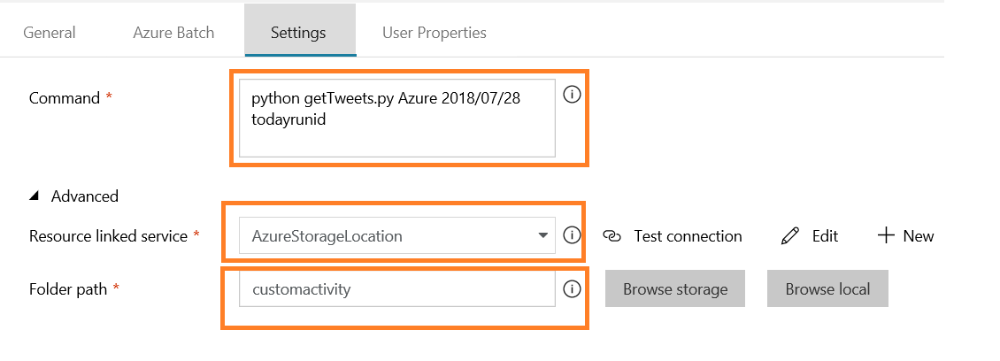 General Azure Batch Settings User Properties
Command *
python getTweets.py Azure 2018/07/28
todayrunid
Advanced
Resource linked service * AzureStorageLocation Test connection Edit New
Folder path * customactivity Browse storage Browse local